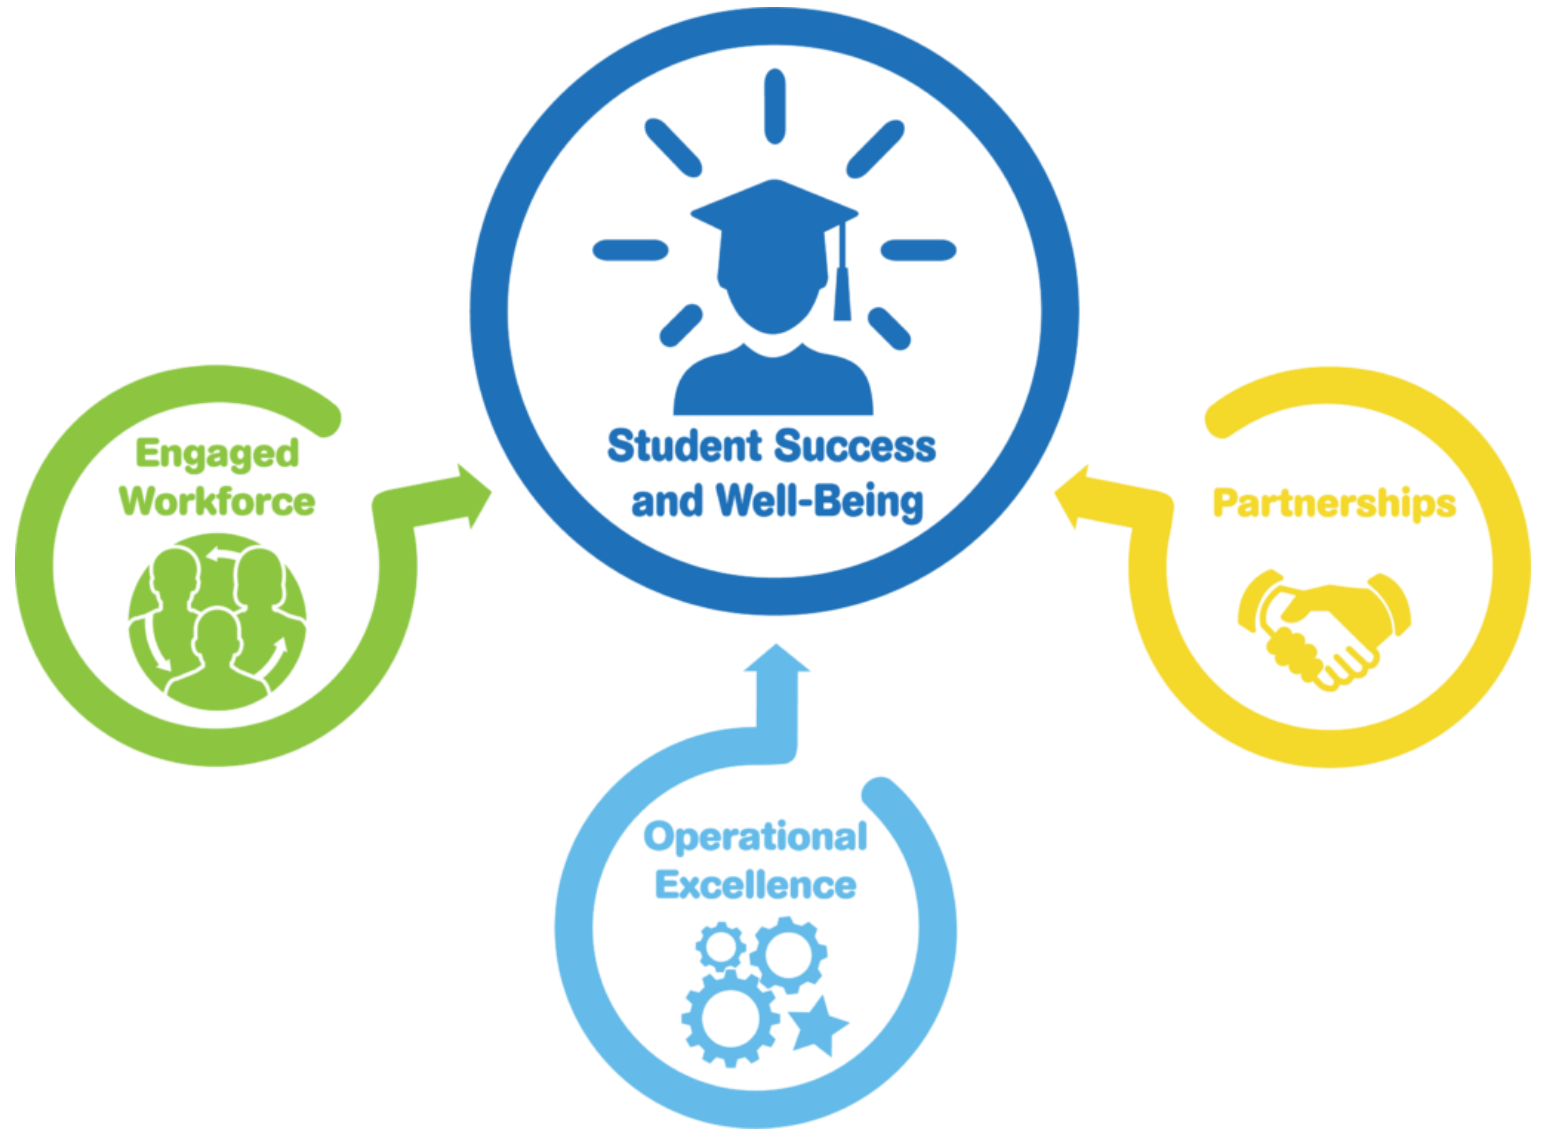 Student Success
and Well-Being
Engaged
Workforce
Partnerships
Operational
Excellence